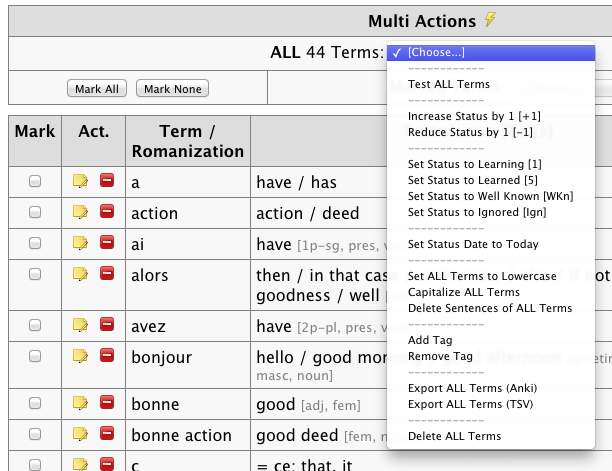 Multi Actions
ALL 44 Terms:
[Choose...]
------------
Test ALL Terms
------------
Increase Status by 1 [+1]
Reduce Status by 1 [-1]
------------
Set Status to Learning [1]
Set Status to Learned [5]
Set Status to Well Known [WKn]
Set Status to Ignored [Ign]
------------
Set Status Date to Today
------------
Set ALL Terms to Lowercase
Capitalize ALL Terms
Delete Sentences of ALL Terms
------------
Add Tag
Remove Tag
------------
Export ALL Terms (Anki)
Export ALL Terms (TSV)
------------
Delete ALL Terms
Mark All Mark None
Mark Act. Term / Romanization
a have / has
action action / deed
ai have [1p-sg, pres,
alors then / in that case not
goodness / well
avez have [2p-pl, pres,
bonjour hello / good
masc, noun]
bonne good [adj, fem]
bonne action good deed [fem,
c = ce; that, it